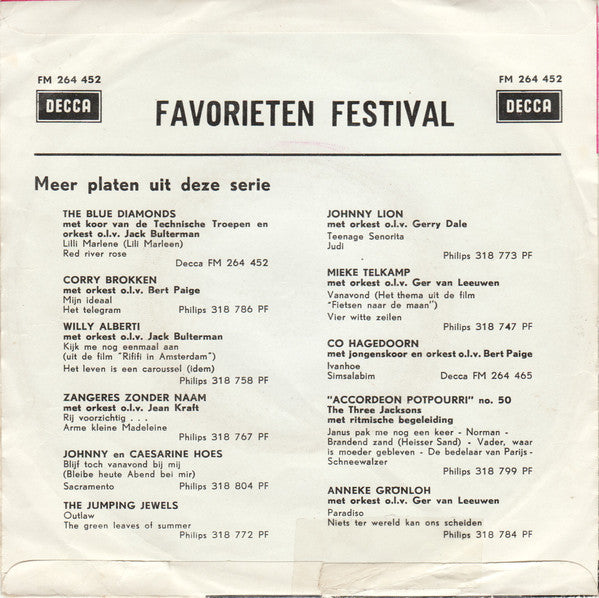 FM 264 452
FM 264 452
DECCA
DECCA
FAVORIETEN FESTIVAL
Meer platen uit deze serie
THE BLUE DIAMONDS
met koor van de Technische Troepen en
orkest o.l.v. Jack Bulterman
Lilli Marlene (Lili Marleen)
Red river rose
Decca FM 264 452
CORRY BROKKEN
met orkest o.l.v. Bert Paige
Mijn ideaal
Het telegram Philips 318 786 PF
WILLY ALBERTI
met orkest o.l.v. Jack Bulterman
Kijk me nog eenmaal aan
(uit de film "Rififi in Amsterdam")
Het leven is een caroussel (idem)
Philips 318 758 PF
ZANGERES ZONDER NAAM
met orkest o.l.v. Jean Kraft
Rij voorzichtig . . .
Arme kleine Madeleine
Philips 318 767 PF
JOHNNY en CAESARINE HOES
Blijf toch vanavond bij mij
(Bleibe heute Abend bei mir)
Sacramento Philips 318 804 PF
THE JUMPING JEWELS
Outlaw
The green leaves of summer
Philips 318 772 PF
JOHNNY LION
met orkest o.l.v. Gerry Dale
Teenage Senorita
Judi
Philips 318 773 PF
MIEKE TELKAMP
met orkest o.l.v. Ger van Leeuwen
Vanavond (Het thema uit de film
"Fietsen naar de maan")
Vier witte zeilen
Philips 318 747 PF
CO HAGEDOORN
met jongenskoor en orkest o.l.v. Bert Paige
Ivanhoe
Simsalabim Decca FM 264 465
"ACCORDEON POTPOURRI" no. 50
The Three Jacksons
met ritmische begeleiding
Janus pak me nog een keer - Norman -
Brandend zand (Heisser Sand) - Vader, waar
is moeder gebleven - De bedelaar van Parijs -
Schneewalzer
Philips 318 799 PF
ANNEKE GRÖNLOH
met orkest o.l.v. Ger van Leeuwen
Paradiso
Niets ter wereld kan ons scheiden
Philips 318 784 PF